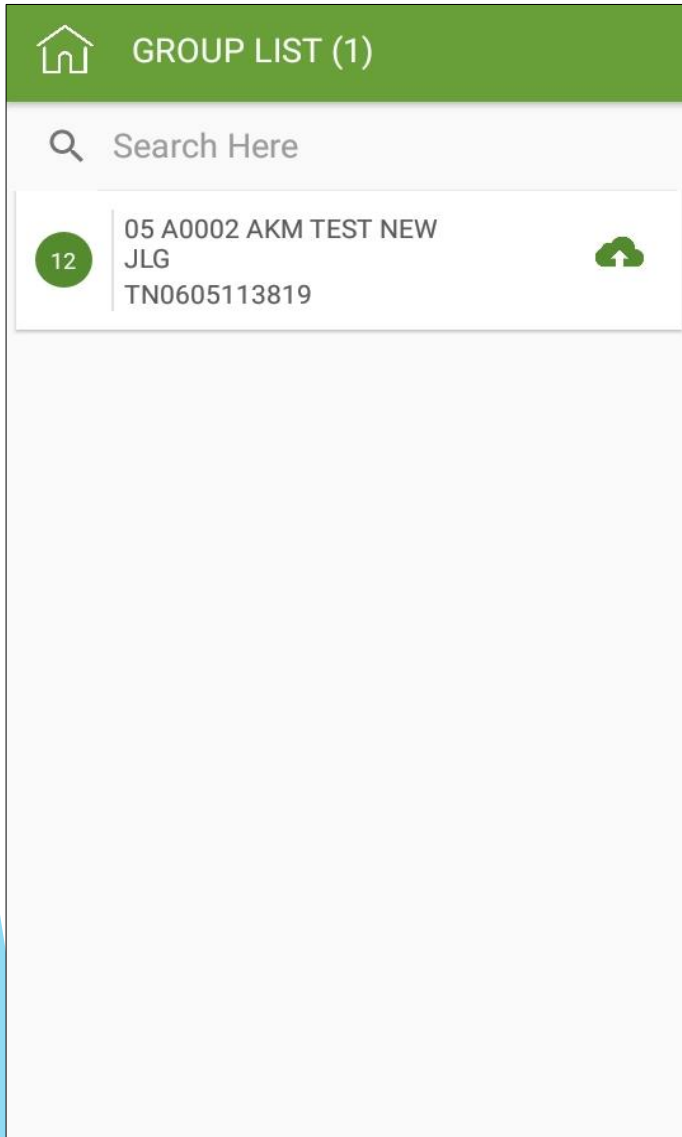 GROUP LIST (1)
Search Here
12
05 A0002 AKM TEST NEW
JLG
TN0605113819